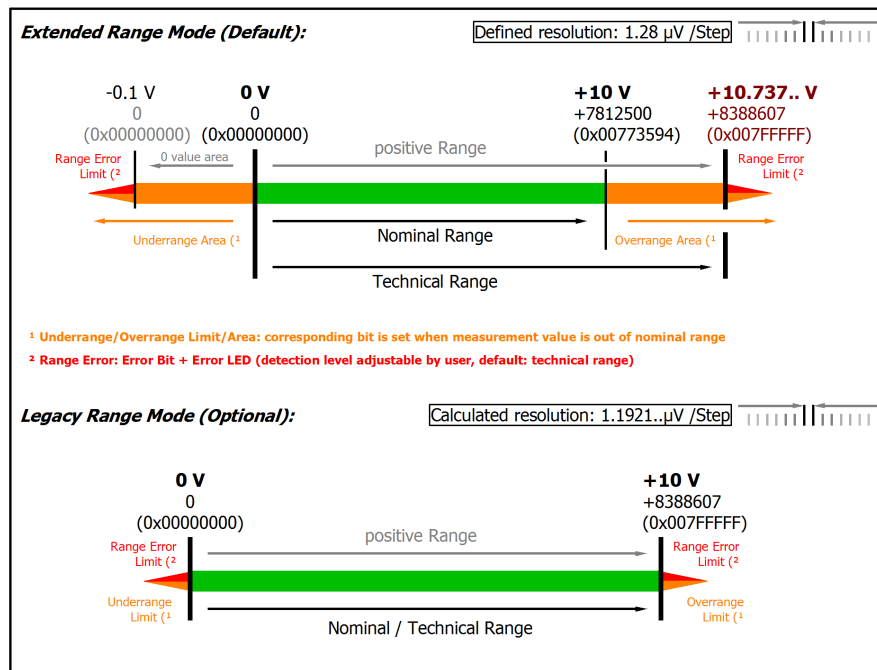 Extended Range Mode (Default):
Defined resolution: 1.28 µV /Step
-0.1 V
0
(0x00000000)
0 V
0
(0x00000000)
+10 V
+7812500
(0x00773594)
+10.737.. V
+8388607
(0x007FFFFF)
Range Error
Limit (²
0 value area
positive Range
Range Error
Limit (²
Underrange Area (¹
Nominal Range
Overrange Area (¹
Technical Range
¹ Underrange/Overrange Limit/Area: corresponding bit is set when measurement value is out of nominal range
² Range Error: Error Bit + Error LED (detection level adjustable by user, default: technical range)
Legacy Range Mode (Optional):
Calculated resolution: 1.1921..µV /Step
0 V
0
(0x00000000)
+10 V
+8388607
(0x007FFFFF)
Range Error
Limit (²
positive Range
Range Error
Limit (²
Underrange
Limit (¹
Nominal / Technical Range
Overrange
Limit (¹